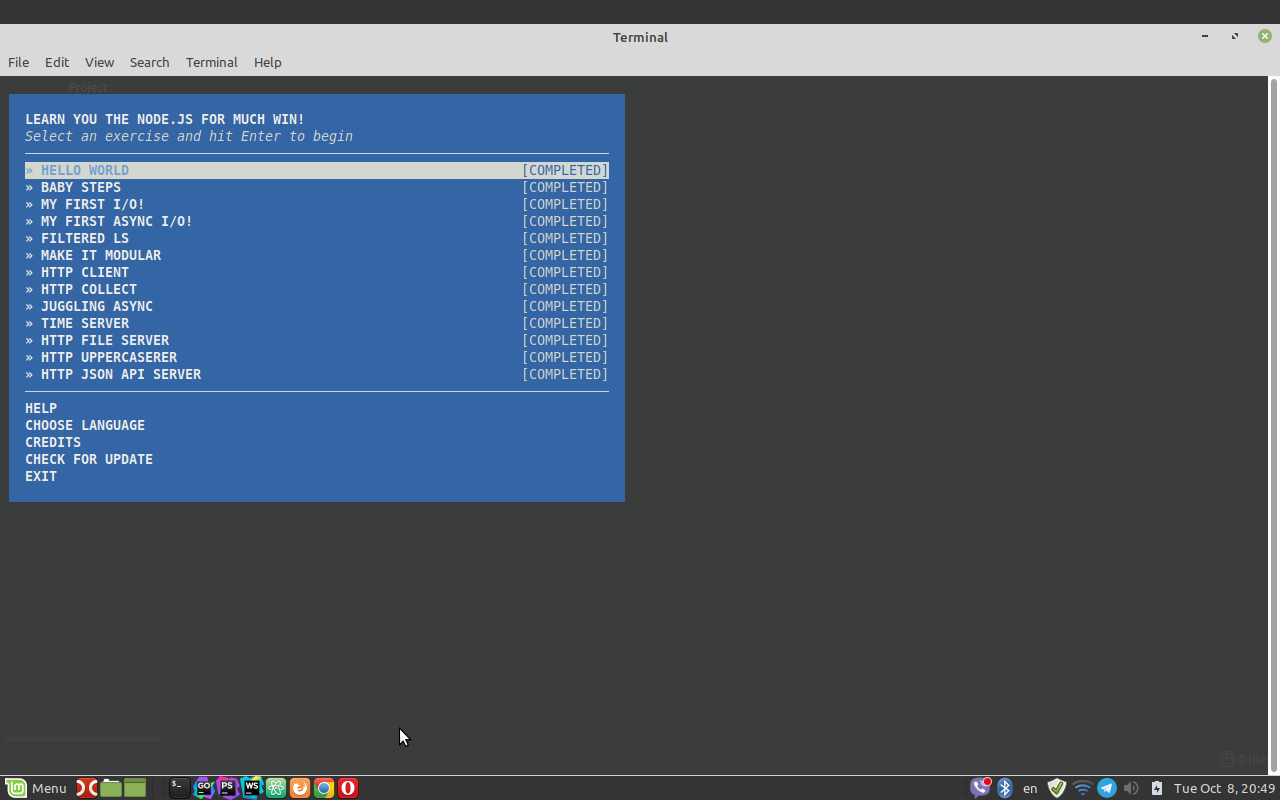 Terminal
File Edit View Search Terminal Help
Project
LEARN YOU THE NODE.JS FOR MUCH WIN!
Select an exercise and hit Enter to begin
» HELLO WORLD [COMPLETED]
» BABY STEPS [COMPLETED]
» MY FIRST I/O! [COMPLETED]
» MY FIRST ASYNC I/O! [COMPLETED]
» FILTERED LS [COMPLETED]
» MAKE IT MODULAR [COMPLETED]
» HTTP CLIENT [COMPLETED]
» HTTP COLLECT [COMPLETED]
» JUGGLING ASYNC [COMPLETED]
» TIME SERVER [COMPLETED]
» HTTP FILE SERVER [COMPLETED]
» HTTP UPPERCASERER [COMPLETED]
» HTTP JSON API SERVER [COMPLETED]
HELP
CHOOSE LANGUAGE
CREDITS
CHECK FOR UPDATE
EXIT
0 file
Menu $_ GO PS WS en Tue Oct 8, 20:49